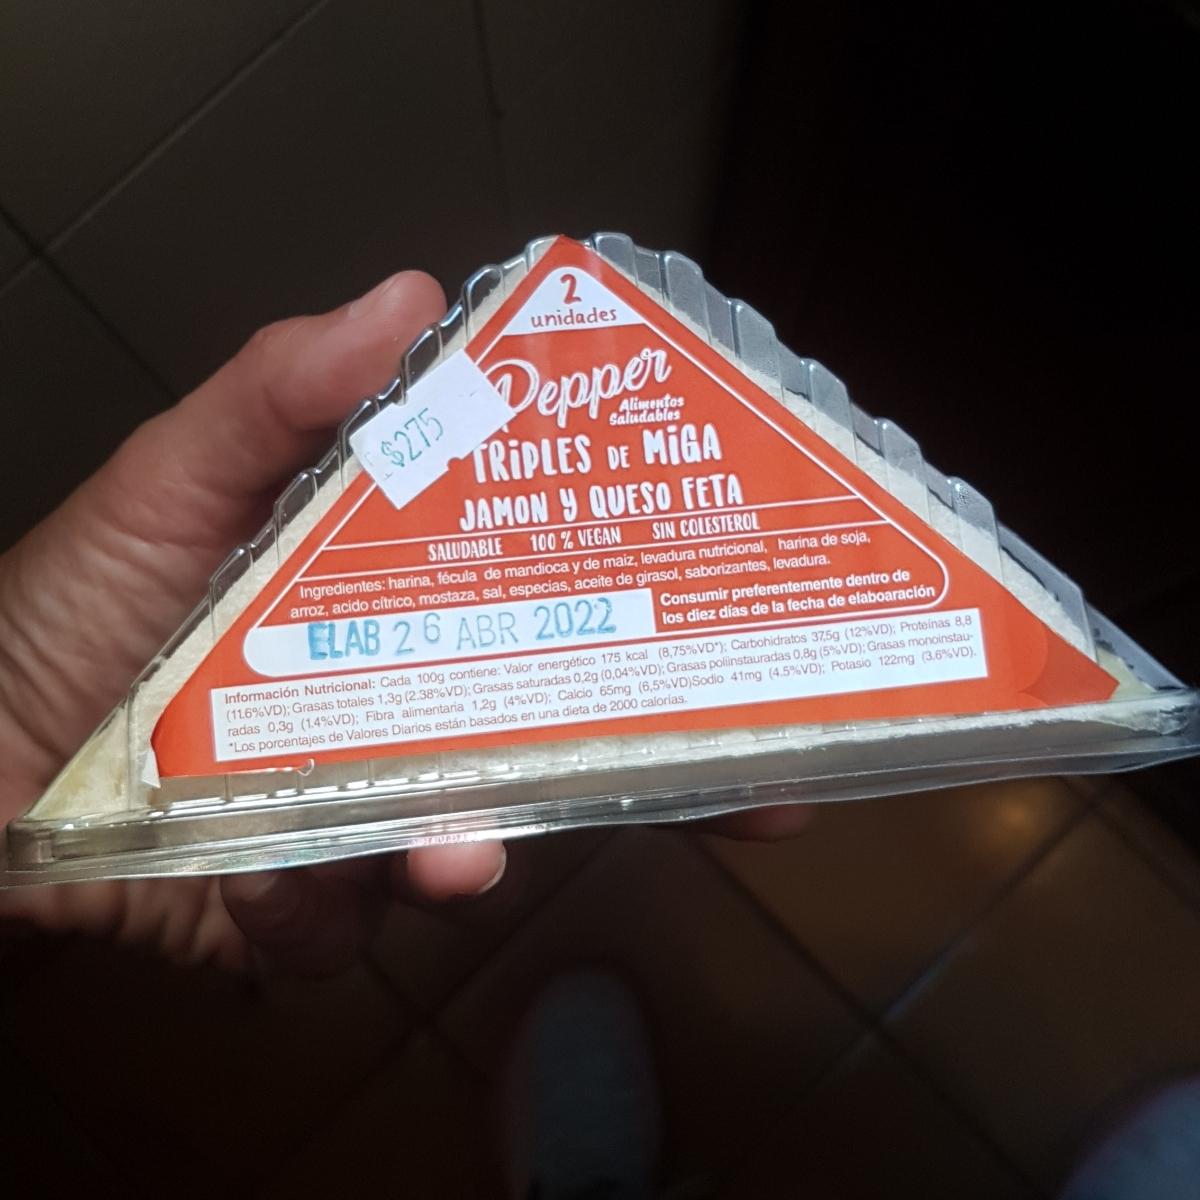 2
unidades
Pepper
Alimentos
Saludables
$275
TRIPLES DE MIGA
JAMON Y QUESO FETA
SALUDABLE 100 % VEGAN SIN COLESTEROL
Ingredientes: harina, fécula de mandioca y de maiz, levadura nutricional, harina de soja,
arroz, acido cítrico, mostaza, sal, especias, aceite de girasol, saborizantes, levadura.
ELAB 26 ABR 2022
Consumir preferentemente dentro de
los diez días de la fecha de elaboaración
Información Nutricional: Cada 100g contiene: Valor energético 175 kcal (8,75%VD*); Carbohidratos 37,5g (12%VD); Proteínas 8,8
(11.6%VD); Grasas totales 1,3g (2.38%VD); Grasas saturadas 0,2g (0,04%VD); Grasas poliinstauradas 0,8g (5%VD); Grasas monoinstau-
radas 0,3g (1.4%VD); Fibra alimentaria 1,2g (4%VD); Calcio 65mg (6,5%VD)Sodio 41mg (4.5%VD); Potasio 122mg (3.6%VD).
*Los porcentajes de Valores Diarios están basados en una dieta de 2000 calorías.